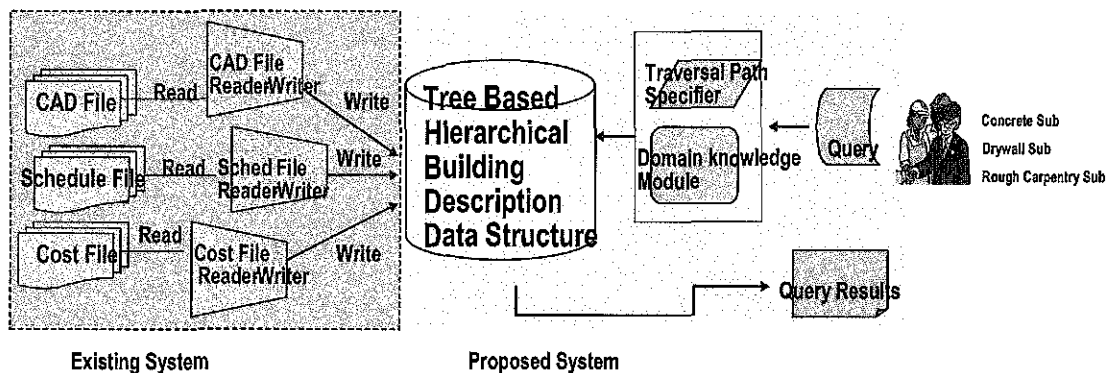 CAD File
Read
CAD File
ReaderWriter
Write
Schedule File
Read
Sched File
ReaderWriter
Write
Cost File
Read
Cost File
ReaderWriter
Write
Tree Based
Hierarchical
Building
Description
Data Structure
Traversal Path
Specifier
Domain knowledge
Module
Query
Concrete Sub
Drywall Sub
Rough Carpentry Sub
Query Results
Existing System
Proposed System